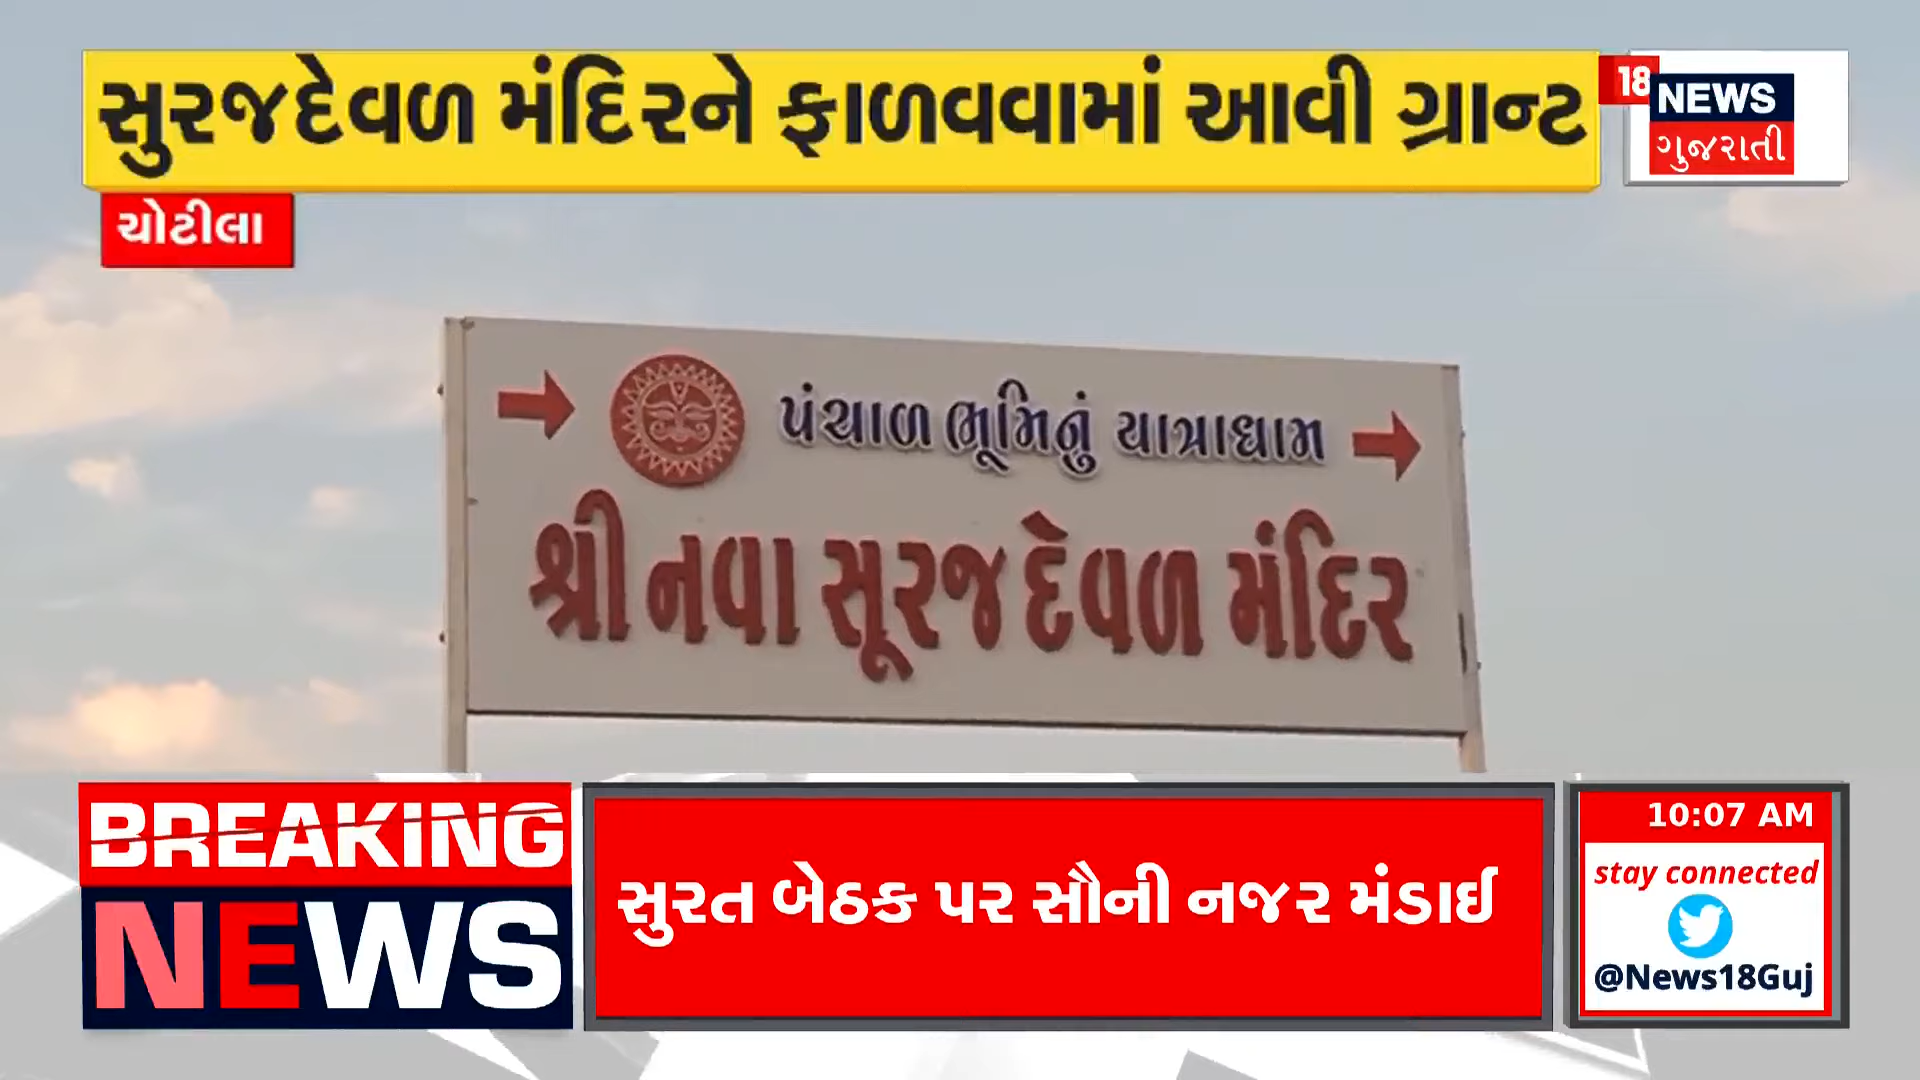 સુરજદેવળ મંદિરને ફાળવવામાં આવી ગ્રાન્ટ
18
NEWS
ગુજરાતી
ચોટીલા
પંચાળ ભૂમિનું યાત્રાધામ
શ્રી નવા સૂરજ દેવળ મંદિર
BREAKING
NEWS
સુરત બેઠક પર સૌની નજર મંડાઈ
10:07 AM
stay connected
@News18Guj